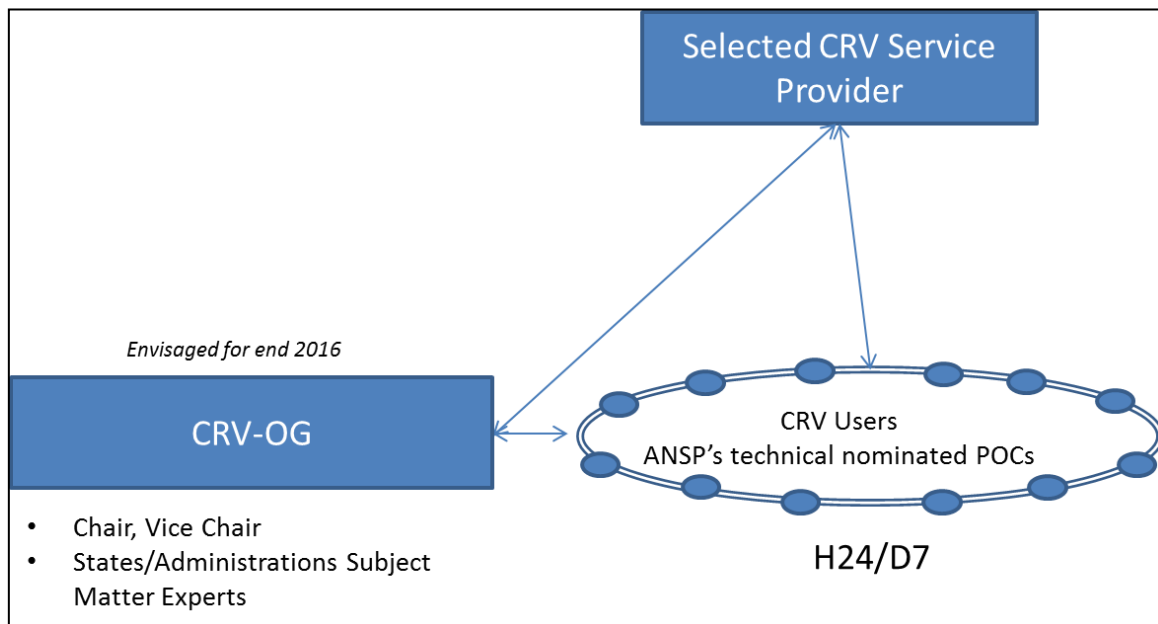 Selected CRV Service
Provider
Envisaged for end 2016
CRV-OG
CRV Users
ANSP's technical nominated POCs
• Chair, Vice Chair
• States/Administrations Subject
Matter Experts
H24/D7